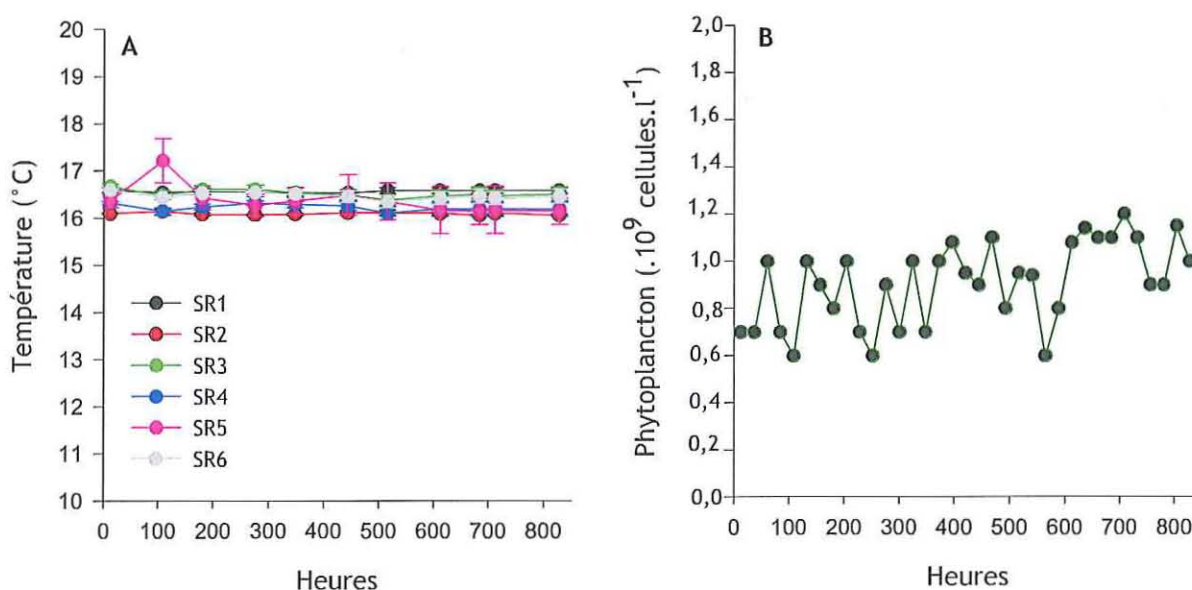 A
Température (°C)
20
19
18
17
16
15
14
13
12
11
10
SR1
SR2
SR3
SR4
SR5
SR6
0 100 200 300 400 500 600 700 800
Heures
B
Phytoplancton (.10⁹ cellules.l⁻¹)
2,0
1,8
1,6
1,4
1,2
1,0
0,8
0,6
0,4
0,2
0,0
0 100 200 300 400 500 600 700 800
Heures